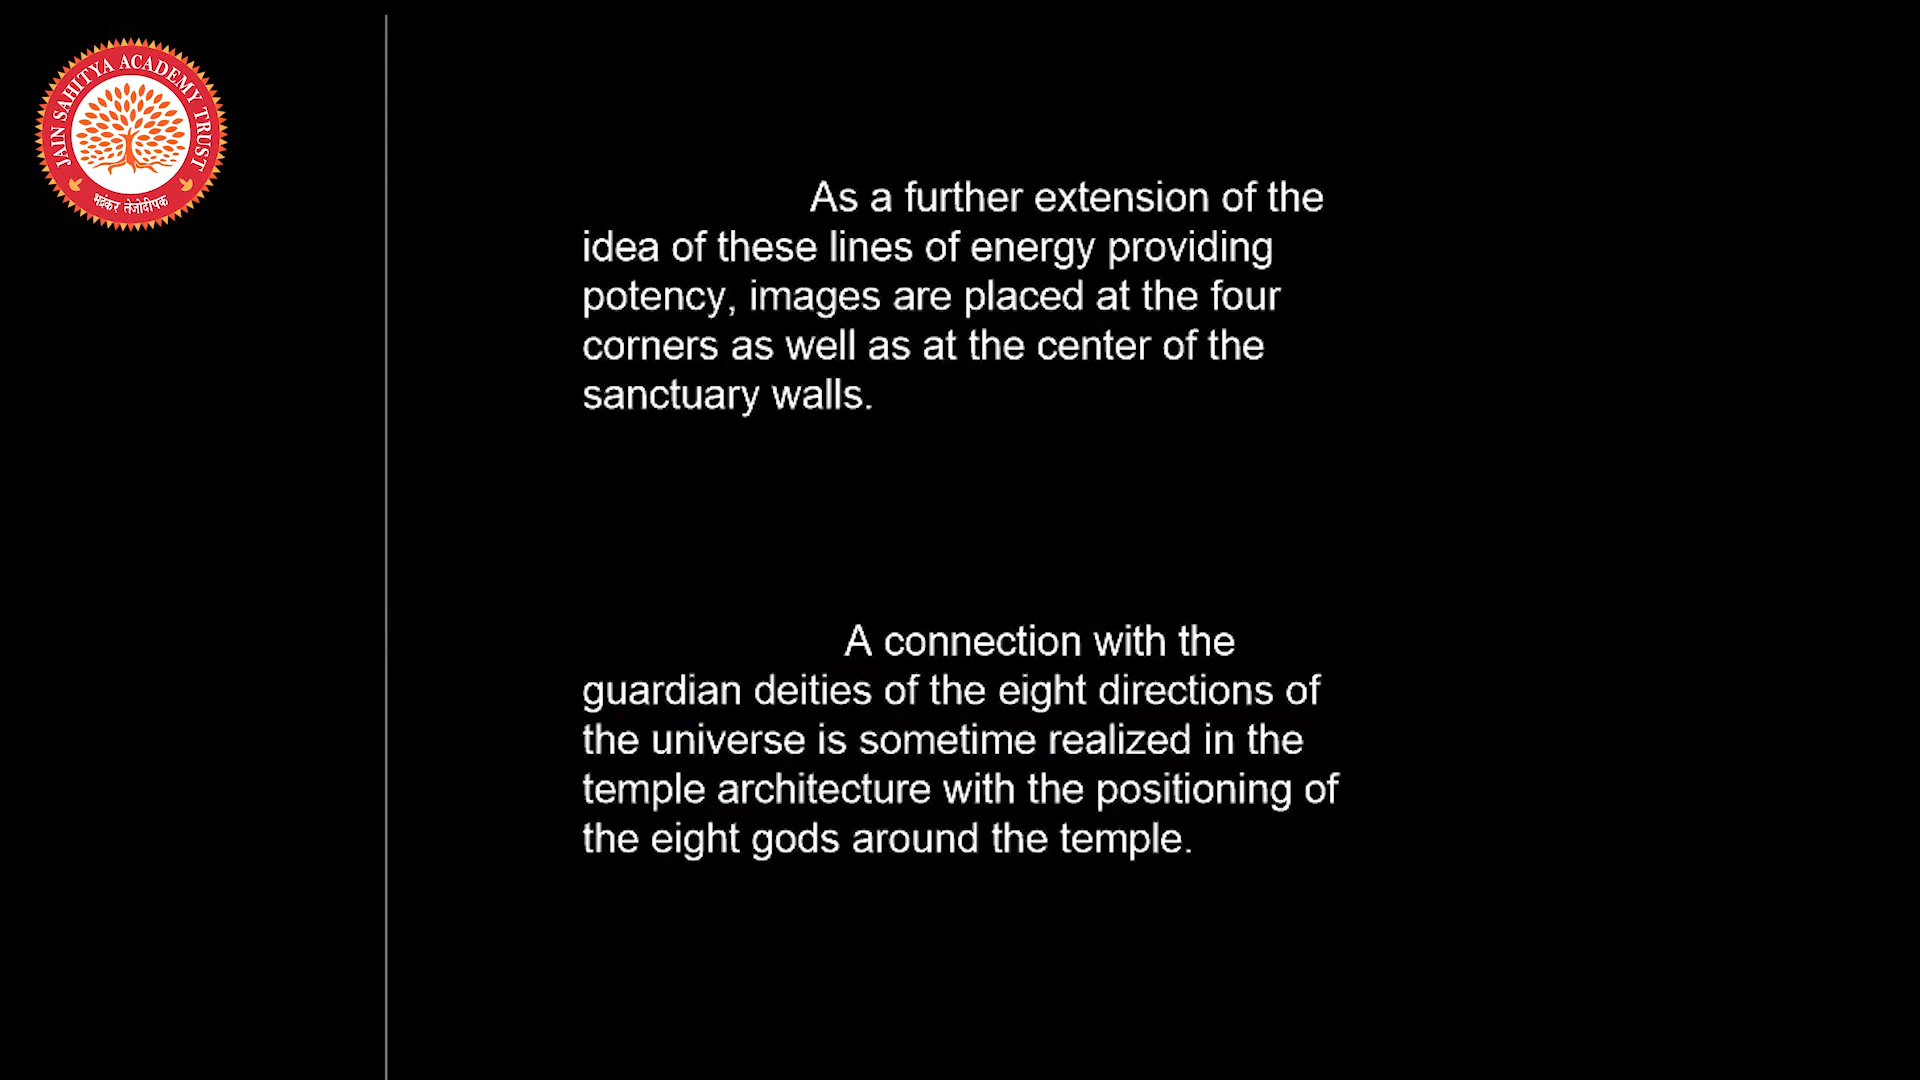 JAIN SAHITYA ACADEMY TRUST
भद्रंकर तेजोदीपक
As a further extension of the
idea of these lines of energy providing
potency, images are placed at the four
corners as well as at the center of the
sanctuary walls.
A connection with the
guardian deities of the eight directions of
the universe is sometime realized in the
temple architecture with the positioning of
the eight gods around the temple.